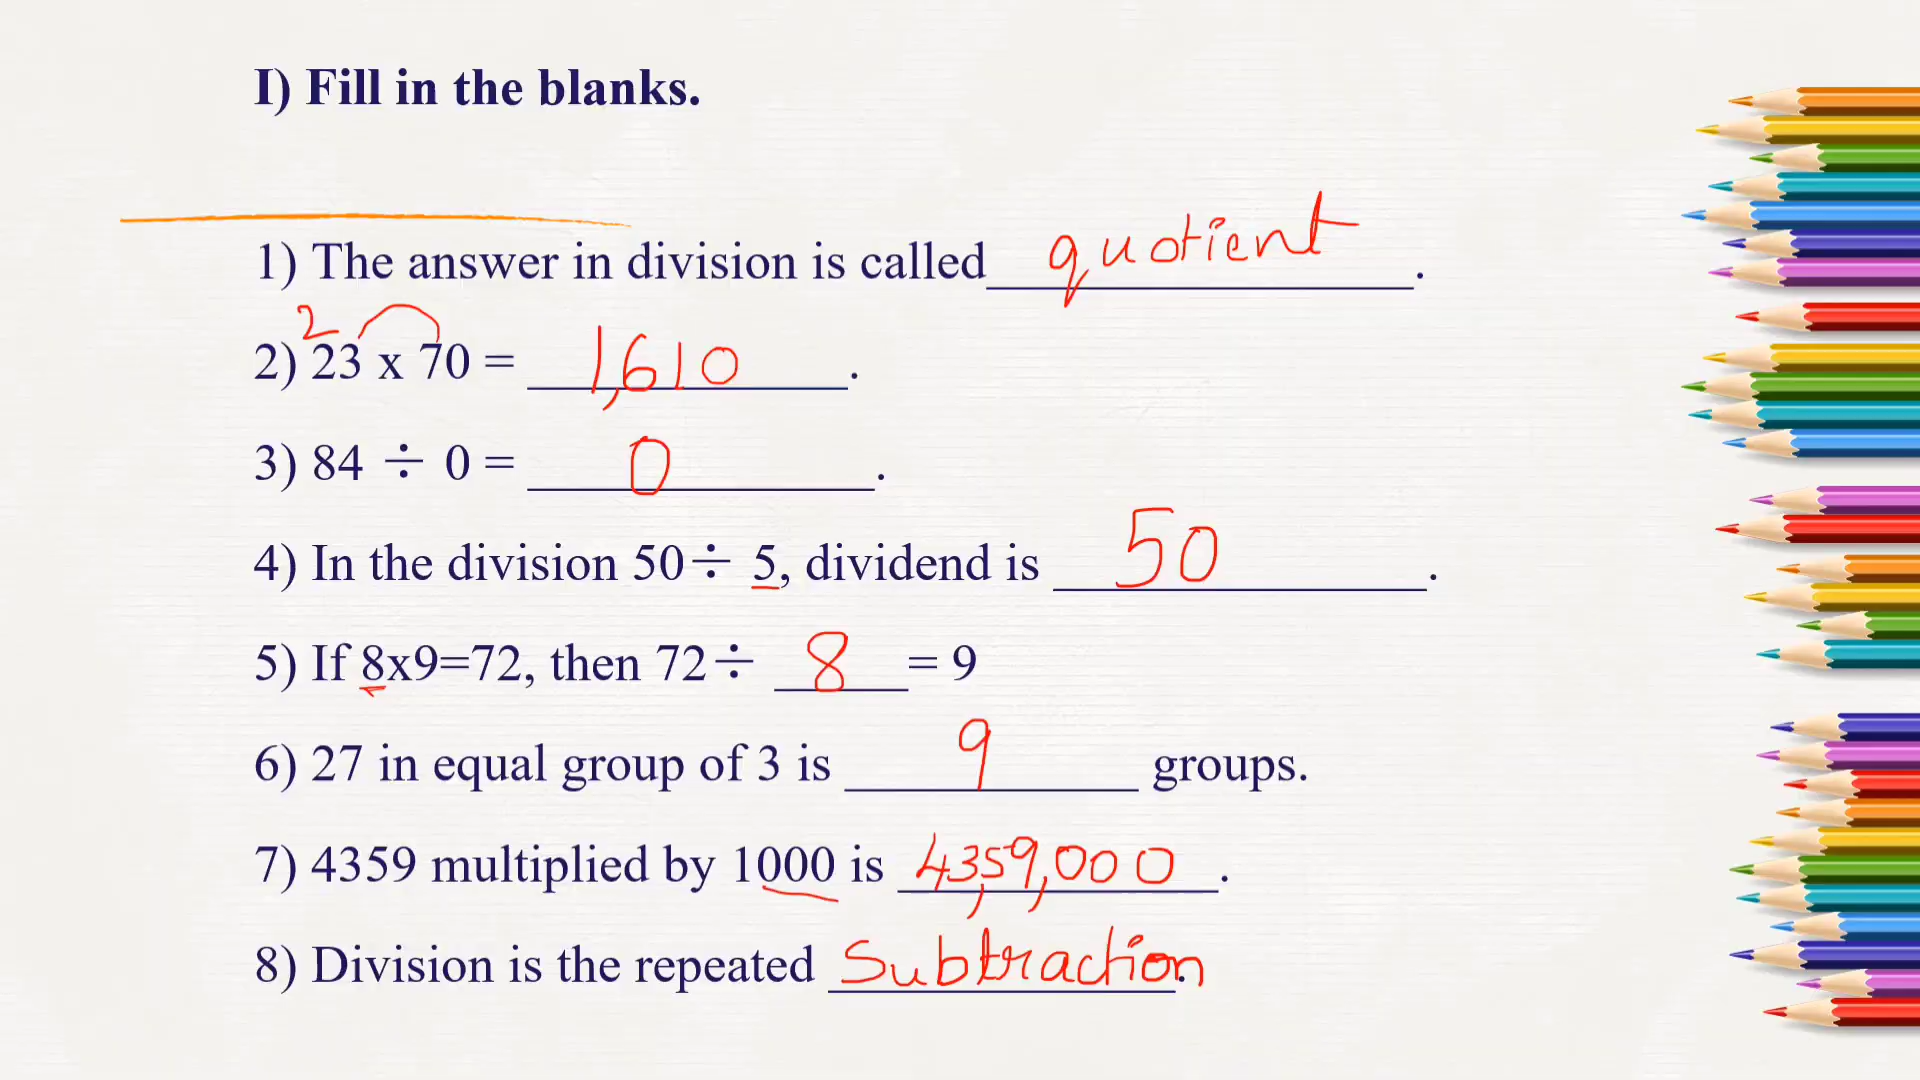 I) Fill in the blanks.
1) The answer in division is called quotient.
2
2) 23 x 70 = 1,610.
3) 84 ÷ 0 = 0.
4) In the division 50÷ 5, dividend is 50.
5) If 8x9=72, then 72÷ 8 = 9
6) 27 in equal group of 3 is 9 groups.
7) 4359 multiplied by 1000 is 43,59,000.
8) Division is the repeated Subtraction.